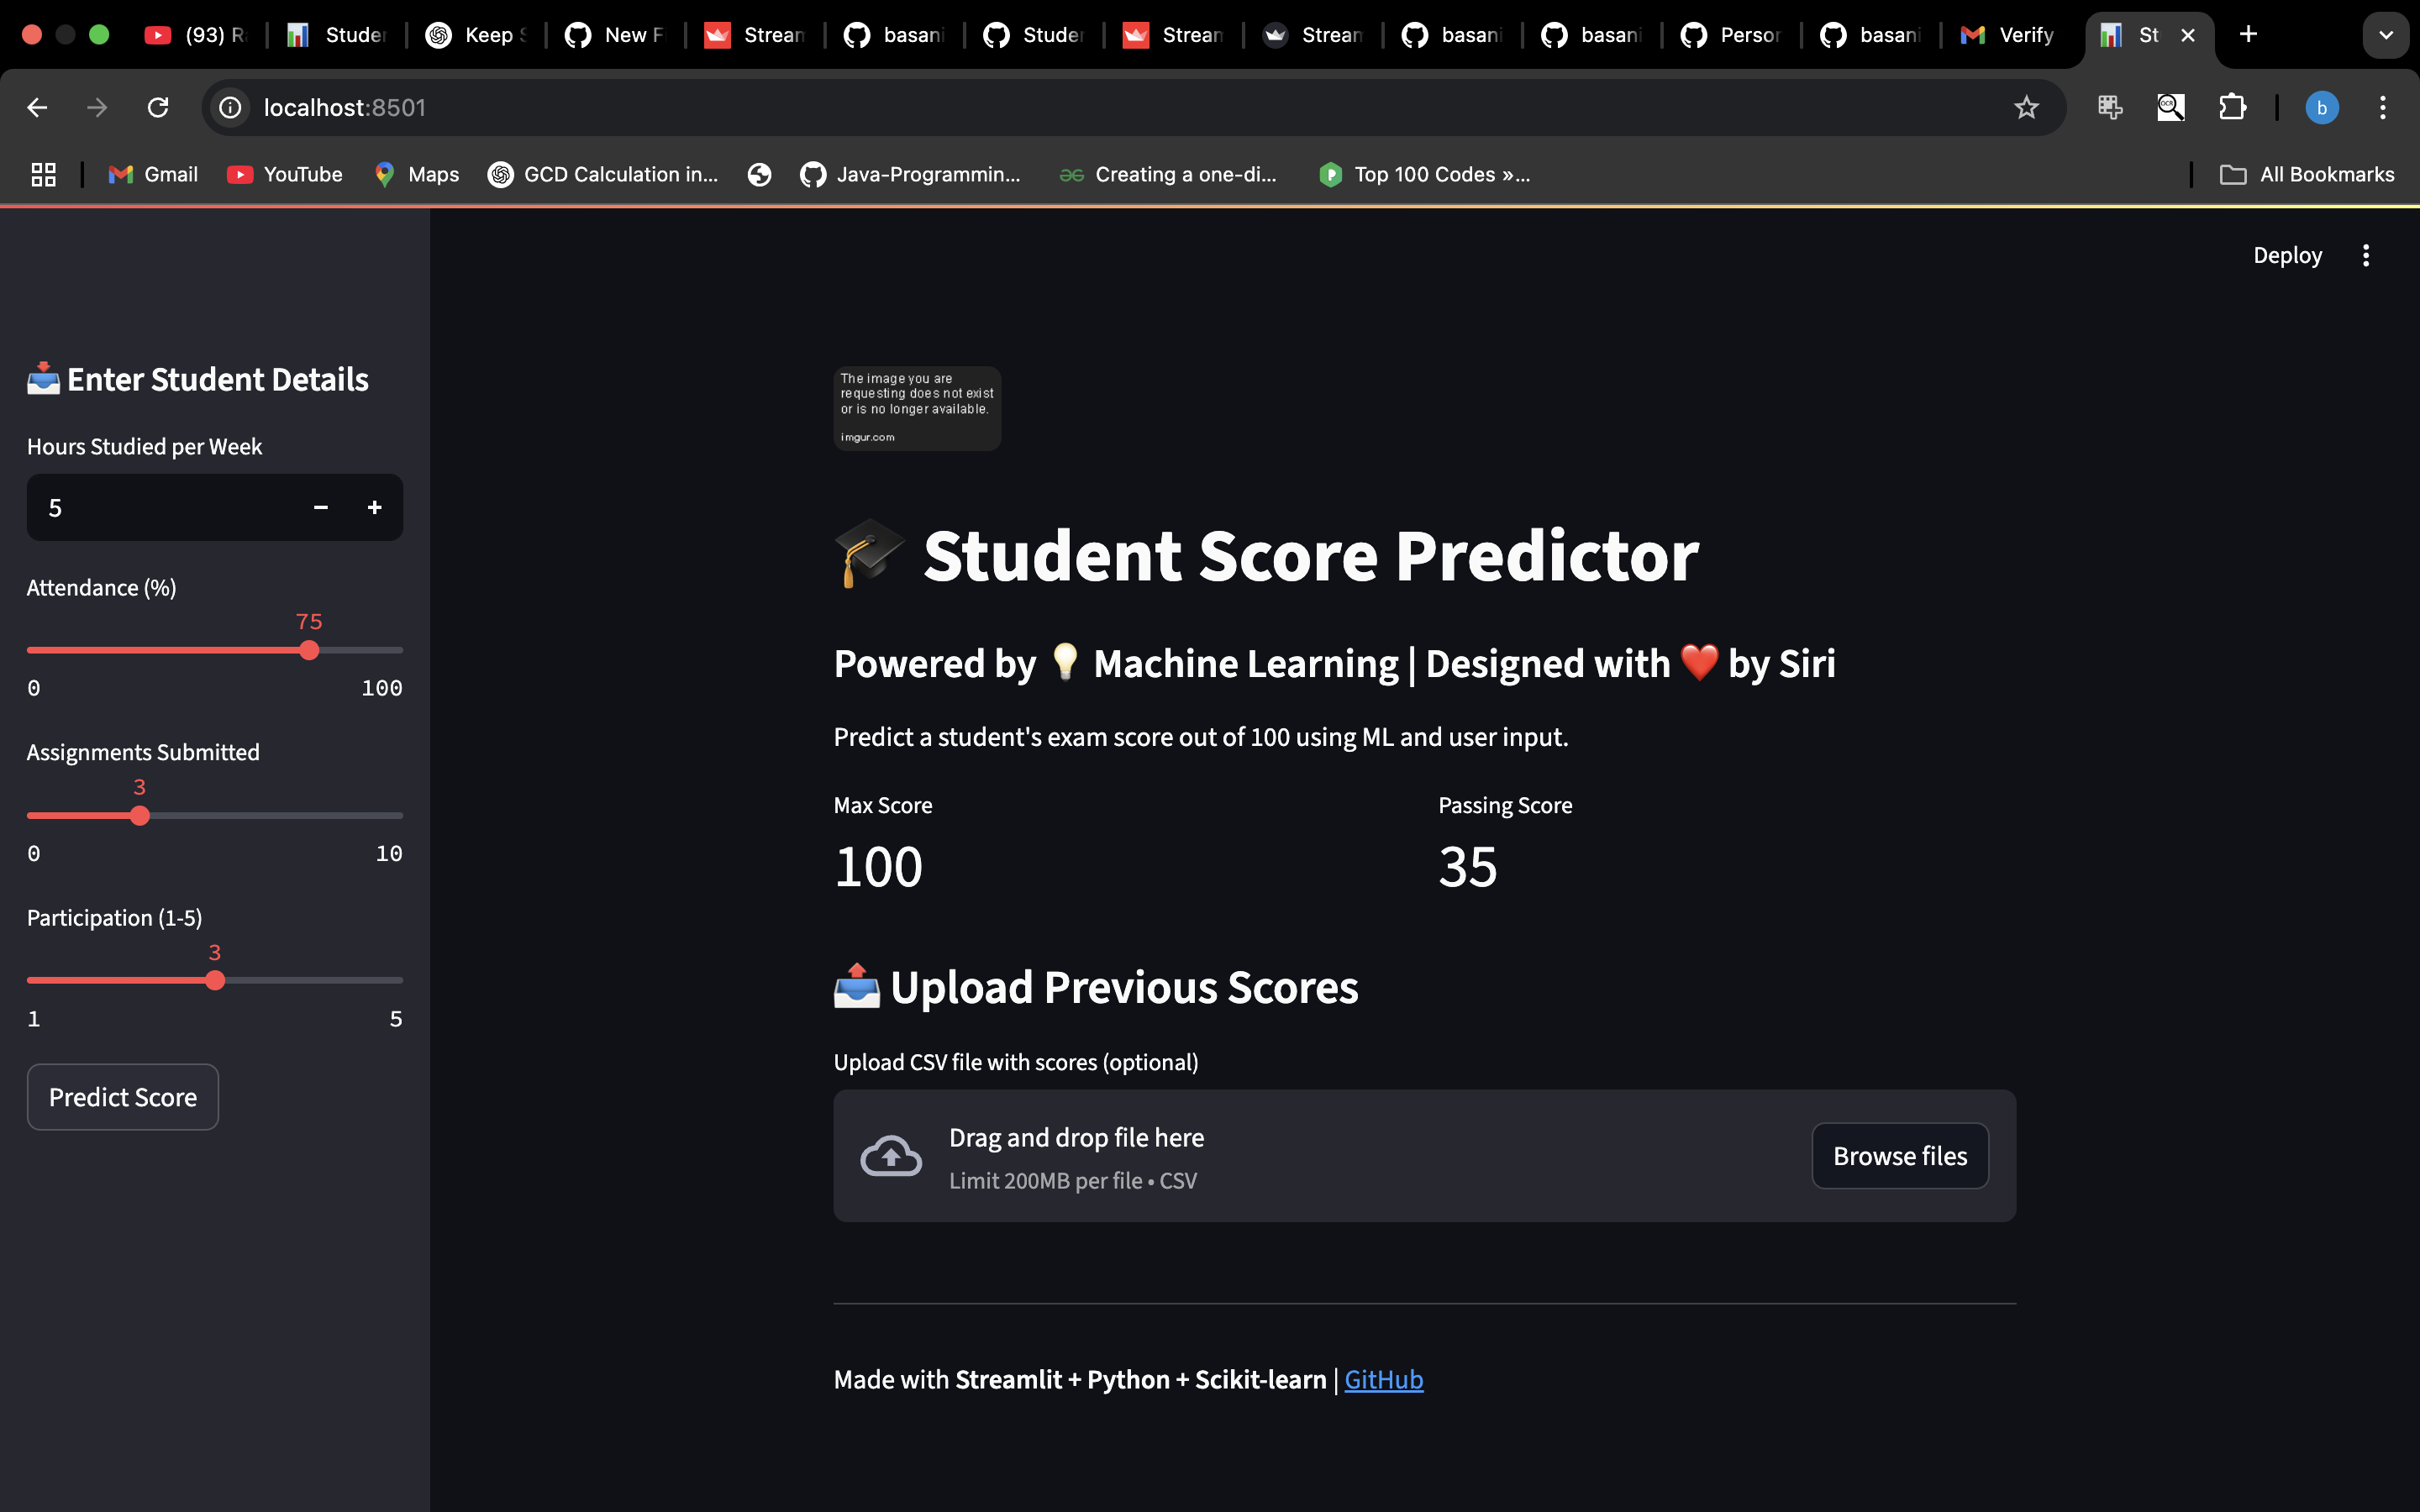 (93) R
Studen
Keep S
New F
Stream
basani
Studen
Stream
Stream
basani
basani
Person
basani
Verify
St
localhost:8501
b
Gmail
YouTube
Maps
GCD Calculation in...
Java-Programmin...
Creating a one-di...
Top 100 Codes »...
All Bookmarks
Deploy
Enter Student Details
Hours Studied per Week
5
Attendance (%)
75
0
100
Assignments Submitted
3
0
10
Participation (1-5)
3
1
5
Predict Score
The image you are
requesting does not exist
or is no longer available.
imgur.com
Student Score Predictor
Powered by 💡 Machine Learning | Designed with ❤️ by Siri
Predict a student's exam score out of 100 using ML and user input.
Max Score
100
Passing Score
35
Upload Previous Scores
Upload CSV file with scores (optional)
Drag and drop file here
Limit 200MB per file • CSV
Browse files
Made with Streamlit + Python + Scikit-learn | GitHub